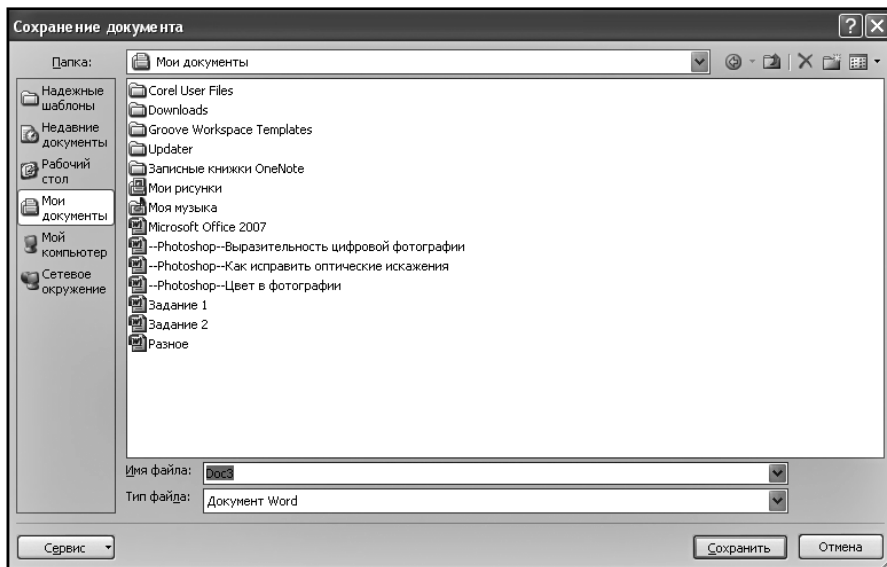 Сохранение документа
Папка:
Мои документы
Надежные
шаблоны
Недавние
документы
Рабочий
стол
Мои
документы
Мой
компьютер
Сетевое
окружение
Corel User Files
Downloads
Groove Workspace Templates
Updater
Записные книжки OneNote
Мои рисунки
Моя музыка
Microsoft Office 2007
--Photoshop--Выразительность цифровой фотографии
--Photoshop--Как исправить оптические искажения
--Photoshop--Цвет в фотографии
Задание 1
Задание 2
Разное
Имя файла:
Doc3
Тип файла:
Документ Word
Сервис
Сохранить
Отмена